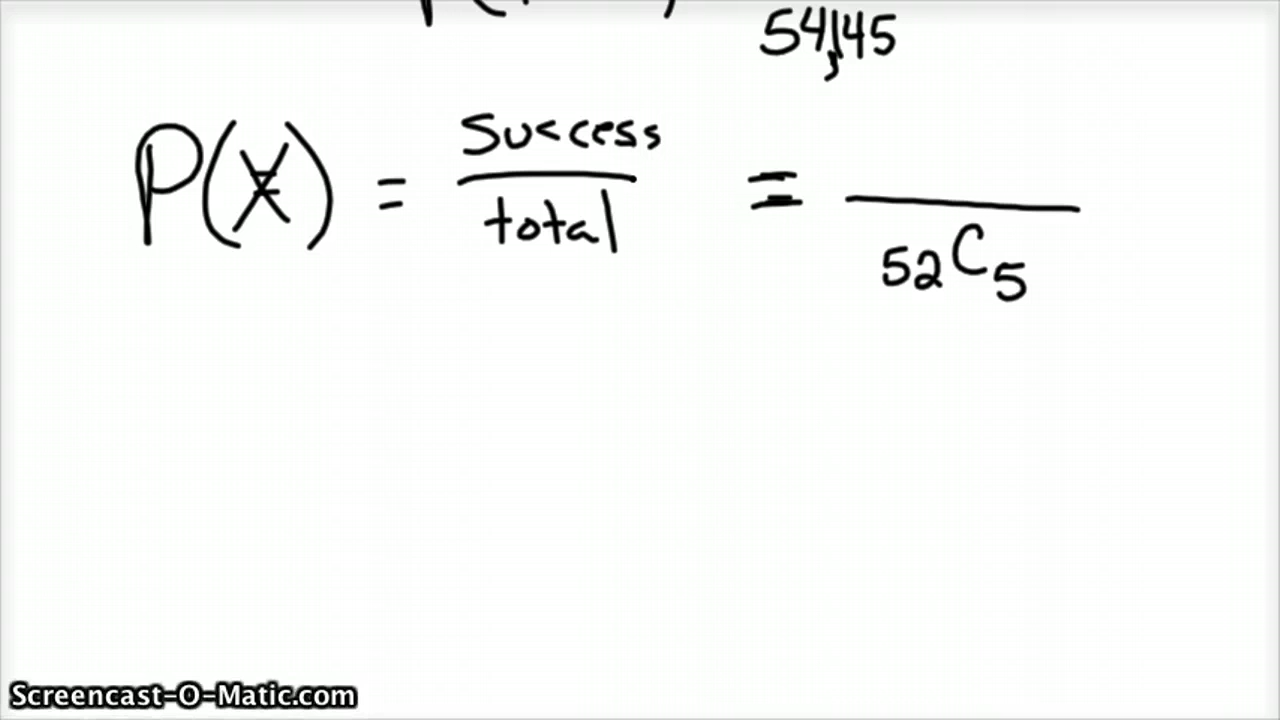 54,145
P(X) = Success / total = / 52C5
Screencast-O-Matic.com